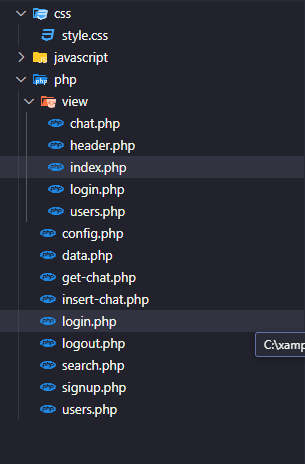 css
style.css
javascript
php
view
chat.php
header.php
index.php
login.php
users.php
config.php
data.php
get-chat.php
insert-chat.php
login.php
C:\xamp
logout.php
search.php
signup.php
users.php